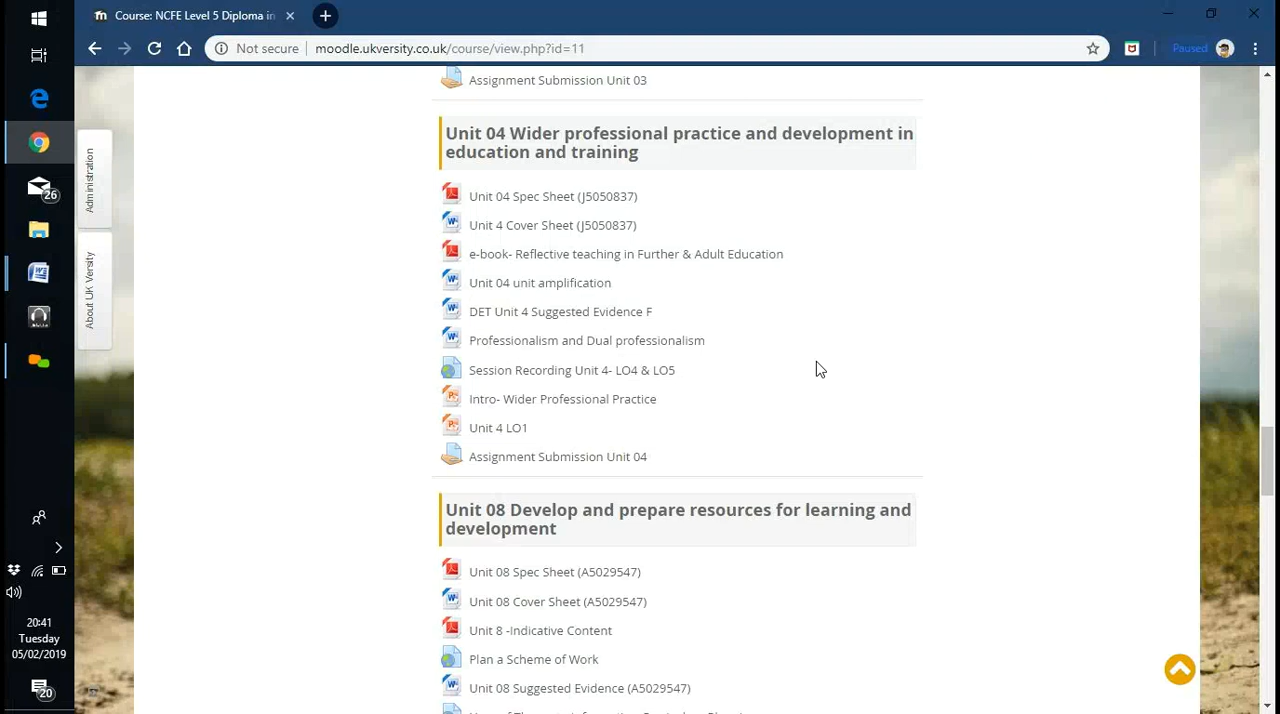 Course: NCFE Level 5 Diploma in
Not secure | moodle.ukversity.co.uk/course/view.php?id=11
Paused
Assignment Submission Unit 03
Administration
About UK Versity
26
Unit 04 Wider professional practice and development in
education and training
Unit 04 Spec Sheet (J5050837)
Unit 4 Cover Sheet (J5050837)
e-book- Reflective teaching in Further & Adult Education
Unit 04 unit amplification
DET Unit 4 Suggested Evidence F
Professionalism and Dual professionalism
Session Recording Unit 4- LO4 & LO5
Intro- Wider Professional Practice
Unit 4 LO1
Assignment Submission Unit 04
Unit 08 Develop and prepare resources for learning and
development
Unit 08 Spec Sheet (A5029547)
Unit 08 Cover Sheet (A5029547)
Unit 8 -Indicative Content
Plan a Scheme of Work
Unit 08 Suggested Evidence (A5029547)
20:41
Tuesday
05/02/2019
20